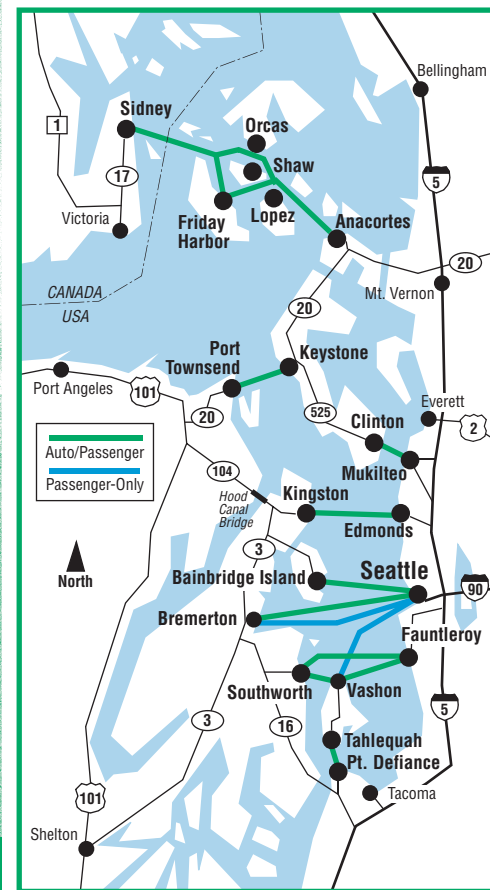 Bellingham
Sidney
Orcas
1
Shaw
17
5
Victoria
Friday
Harbor
Lopez
Anacortes
20
CANADA
USA
20
Mt. Vernon
Port
Townsend
Keystone
Port Angeles
101
20
525
Everett
2
Clinton
Auto/Passenger
Passenger-Only
Mukilteo
104
Hood
Canal
Bridge
Kingston
Edmonds
3
North
Bainbridge Island
Seattle
90
Bremerton
Fauntleroy
Southworth
Vashon
3
16
5
Tahlequah
Pt. Defiance
101
Tacoma
Shelton